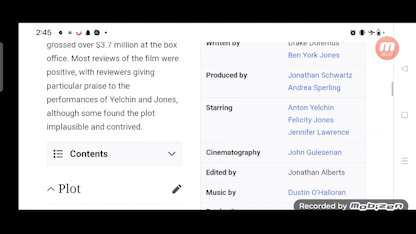 2:45
grossed over $3.7 million at the box
office. Most reviews of the film were
positive, with reviewers giving
particular praise to the
performances of Yelchin and Jones,
although some found the plot
implausible and contrived.
Contents
Plot
Written by Drake Doremus
Ben York Jones
Produced by Jonathan Schwartz
Andrea Sperling
Starring Anton Yelchin
Felicity Jones
Jennifer Lawrence
Cinematography John Guleserian
Edited by Jonathan Alberts
Music by Dustin O'Halloran
Recorded by Mobizen